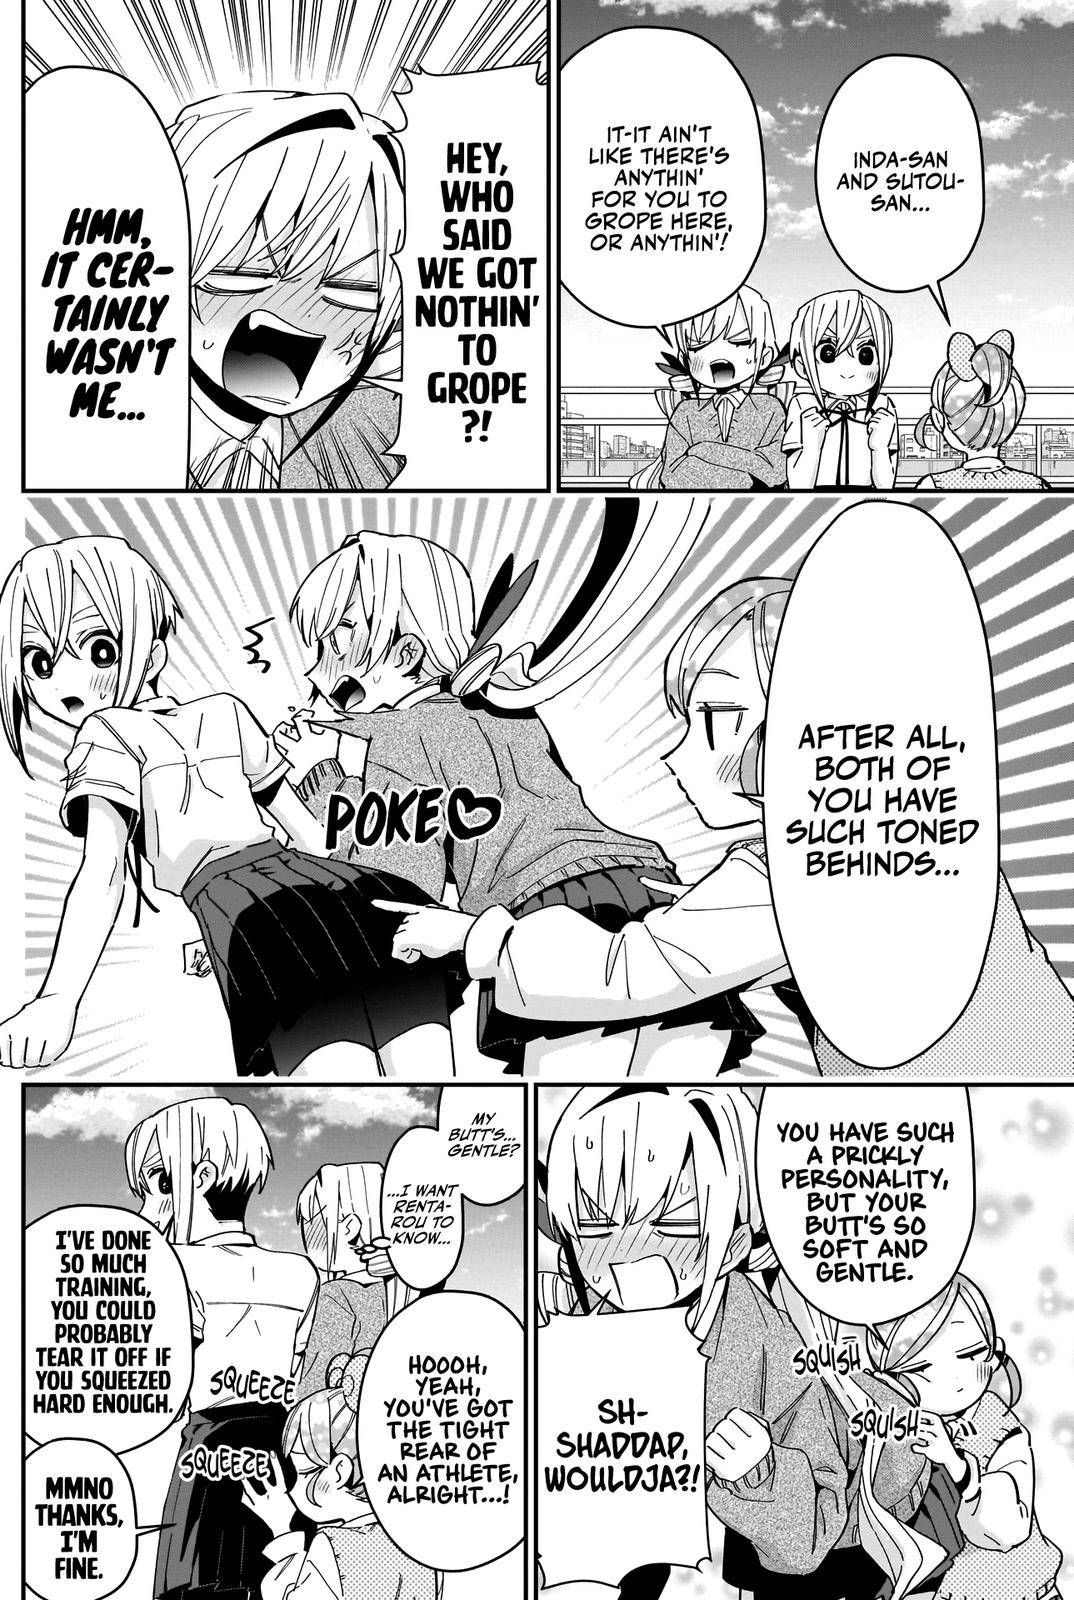 INDA-SAN
AND SUTOU-
SAN...
IT-IT AIN'T
LIKE THERE'S
ANYTHIN'
FOR YOU TO
GROPE HERE,
OR ANYTHIN'!
HEY,
WHO
SAID
WE GOT
NOTHIN'
TO
GROPE
?!
HMM,
IT CER-
TAINLY
WASN'T
ME...
AFTER ALL,
BOTH OF
YOU HAVE
SUCH TONED
BEHINDS...
POKE♡
YOU HAVE SUCH
A PRICKLY
PERSONALITY,
BUT YOUR
BUTT'S SO
SOFT AND
GENTLE.
SQUISH
SQUISH
SH-
SHADDAP,
WOULDJA?!
MY
BUTT'S...
GENTLE?
...I WANT
RENTA-
ROU TO
KNOW...
HOOOH,
YEAH,
YOU'VE GOT
THE TIGHT
REAR OF
AN ATHLETE,
ALRIGHT...!
SQUEEZE
SQUEEZE
I'VE DONE
SO MUCH
TRAINING,
YOU COULD
PROBABLY
TEAR IT OFF IF
YOU SQUEEZED
HARD ENOUGH.
MMNO
THANKS,
I'M
FINE.